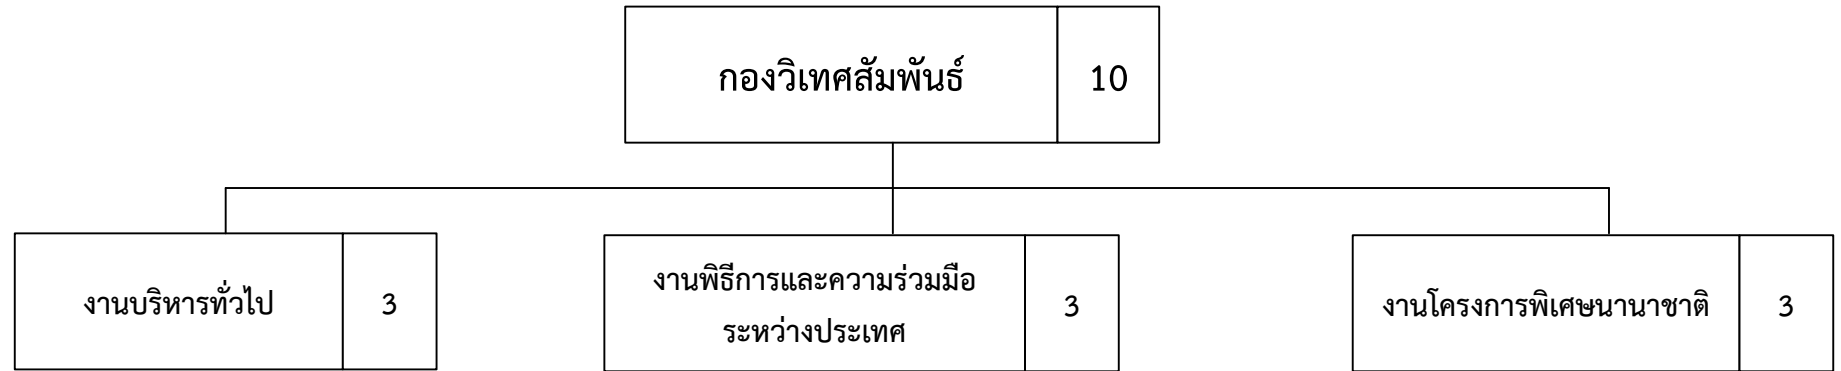 กองวิเทศสัมพันธ์ 10
งานบริหารทั่วไป 3
งานพิธีการและความร่วมมือ
ระหว่างประเทศ
3
งานโครงการพิเศษนานาชาติ 3